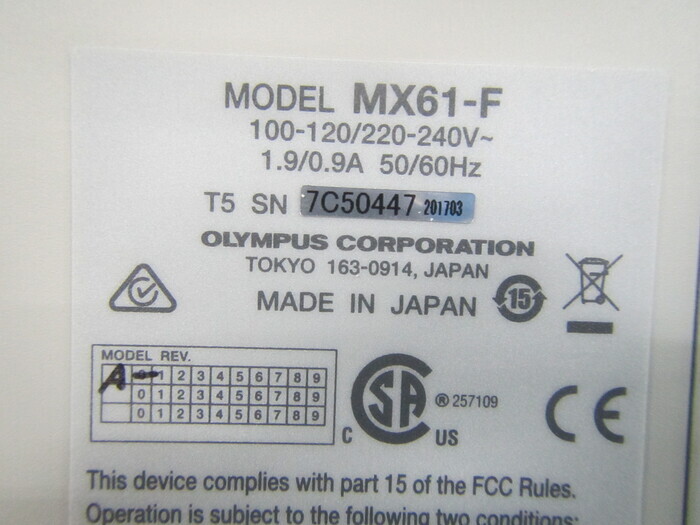 MODEL MX61-F
100-120/220-240V~
1.9/0.9A 50/60Hz
T5 SN 7C50447 201703
OLYMPUS CORPORATION
TOKYO 163-0914, JAPAN
MADE IN JAPAN 15
MODEL REV.
A 1 2 3 4 5 6 7 8 9
0 1 2 3 4 5 6 7 8 9
0 1 2 3 4 5 6 7 8 9
C SA US ® 257109
CE
This device complies with part 15 of the FCC Rules.
Operation is subject to the following two conditions: